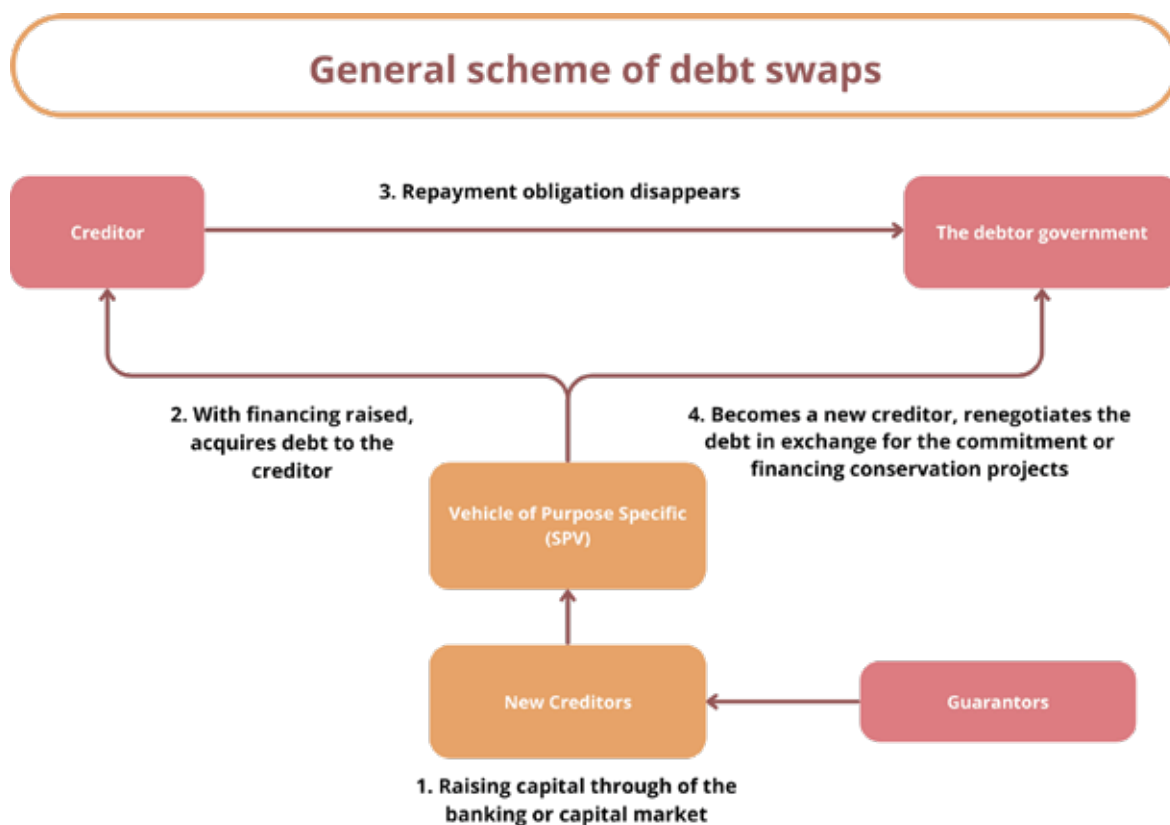 General scheme of debt swaps
3. Repayment obligation disappears
Creditor
The debtor government
2. With financing raised,
acquires debt to the
creditor
4. Becomes a new creditor, renegotiates the
debt in exchange for the commitment or
financing conservation projects
Vehicle of Purpose Specific
(SPV)
New Creditors
Guarantors
1. Raising capital through of the
banking or capital market